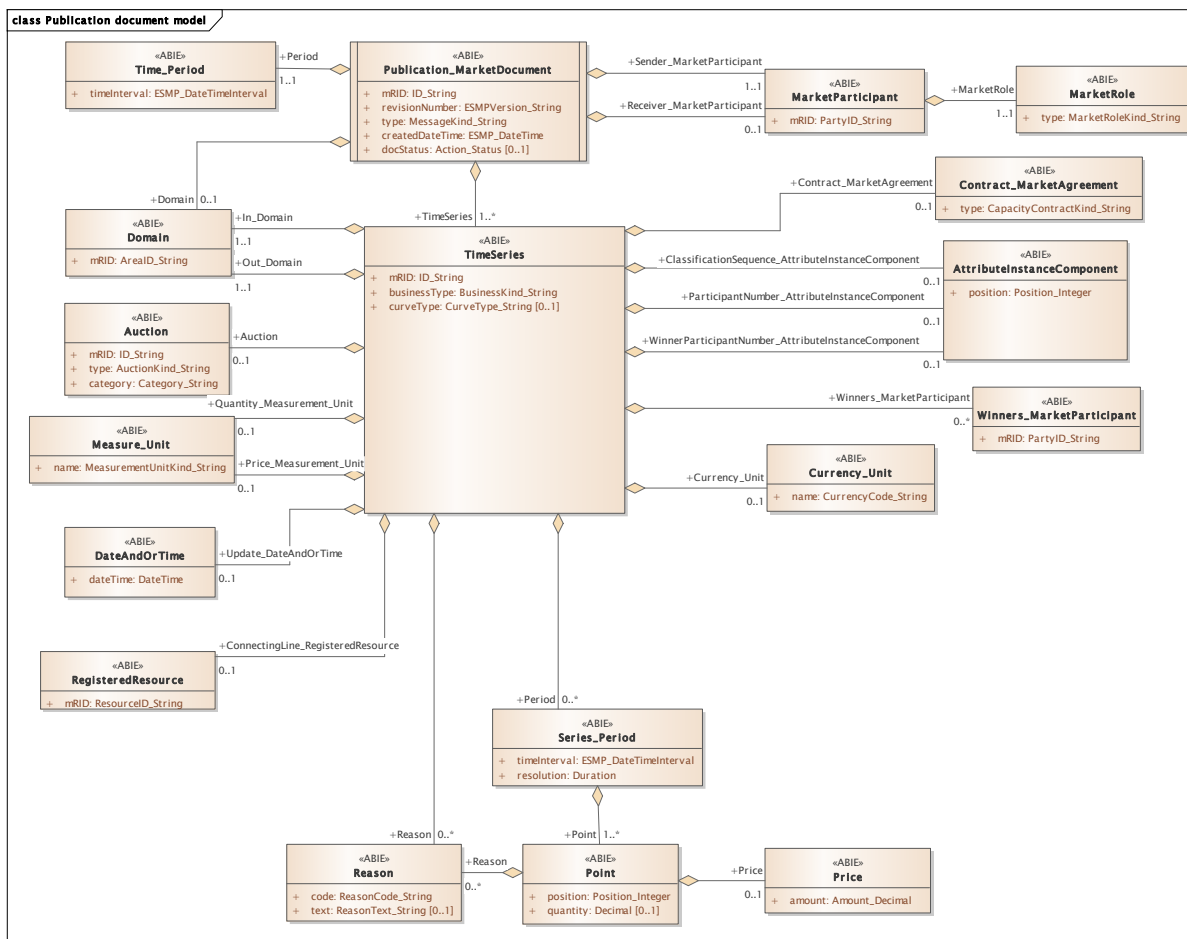 class Publication document model
«ABIE»
Time_Period
+ timeInterval: ESMP_DateTimeInterval
+Period
1..1
«ABIE»
Publication_MarketDocument
+ mRID: ID_String
+ revisionNumber: ESMPVersion_String
+ type: MessageKind_String
+ createdDateTime: ESMP_DateTime
+ docStatus: Action_Status [0..1]
+Sender_MarketParticipant
1..1
+Receiver_MarketParticipant
0..1
«ABIE»
MarketParticipant
+ mRID: PartyID_String
+MarketRole
1..1
«ABIE»
MarketRole
+ type: MarketRoleKind_String
+Domain 0..1
+TimeSeries 1..*
«ABIE»
Domain
+ mRID: AreaID_String
+In_Domain
1..1
+Out_Domain
1..1
«ABIE»
TimeSeries
+ mRID: ID_String
+ businessType: BusinessKind_String
+ curveType: CurveType_String [0..1]
+Contract_MarketAgreement
0..1
«ABIE»
Contract_MarketAgreement
+ type: CapacityContractKind_String
+ClassificationSequence_AttributeInstanceComponent
0..1
+ParticipantNumber_AttributeInstanceComponent
0..1
+WinnerParticipantNumber_AttributeInstanceComponent
0..1
«ABIE»
AttributeInstanceComponent
+ position: Position_Integer
«ABIE»
Auction
+ mRID: ID_String
+ type: AuctionKind_String
+ category: Category_String
+Auction
0..1
+Quantity_Measurement_Unit
0..1
«ABIE»
Measure_Unit
+ name: MeasurementUnitKind_String
+Price_Measurement_Unit
0..1
+Winners_MarketParticipant
0..*
«ABIE»
Winners_MarketParticipant
+ mRID: PartyID_String
+Currency_Unit
0..1
«ABIE»
Currency_Unit
+ name: CurrencyCode_String
«ABIE»
DateAndOrTime
+ dateTime: DateTime
+Update_DateAndOrTime
0..1
+ConnectingLine_RegisteredResource
0..1
«ABIE»
RegisteredResource
+ mRID: ResourceID_String
+Period 0..*
«ABIE»
Series_Period
+ timeInterval: ESMP_DateTimeInterval
+ resolution: Duration
+Reason 0..*
+Point 1..*
«ABIE»
Reason
+ code: ReasonCode_String
+ text: ReasonText_String [0..1]
+Reason
0..*
«ABIE»
Point
+ position: Position_Integer
+ quantity: Decimal [0..1]
+Price
0..1
«ABIE»
Price
+ amount: Amount_Decimal